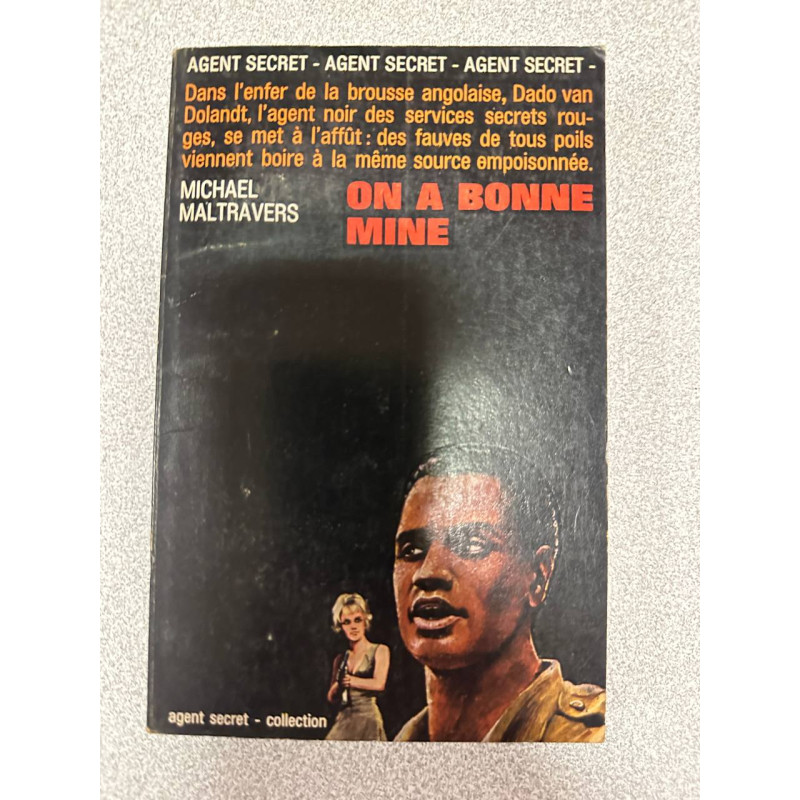 AGENT SECRET - AGENT SECRET - AGENT SECRET -
Dans l'enfer de la brousse angolaise, Dado van
Dolandt, l'agent noir des services secrets rou-
ges, se met à l'affût : des fauves de tous poils
viennent boire à la même source empoisonnée.
MICHAEL
MALTRAVERS
ON A BONNE
MINE
agent secret - collection